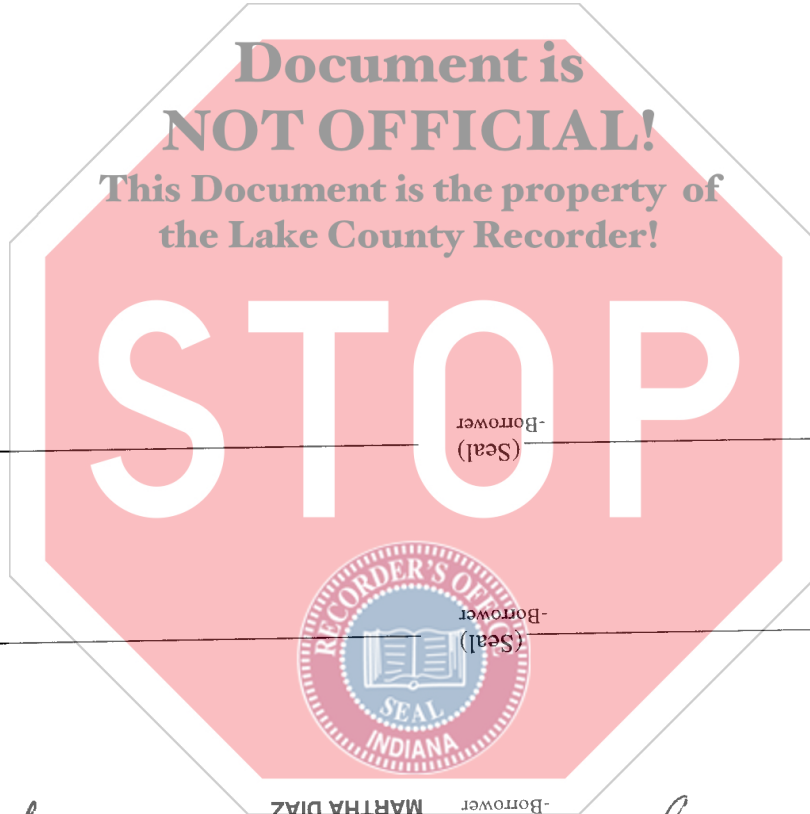 Document is
NOT OFFICIAL!
This Document is the property of
the Lake County Recorder!
STOP
-Borrower
(Seal)
-Borrower
(Seal)
RECORDER'S OFFICE
SEAL
INDIANA
MARTHA DIAZ
-Borrower